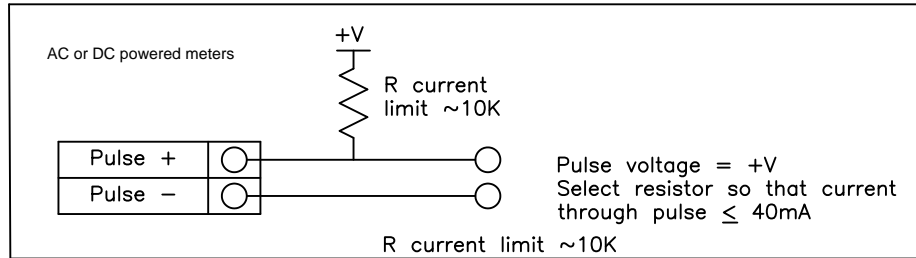 +V
AC or DC powered meters
R current
limit ~10K
Pulse +
Pulse –
Pulse voltage = +V
Select resistor so that current
through pulse ≤ 40mA
R current limit ~10K